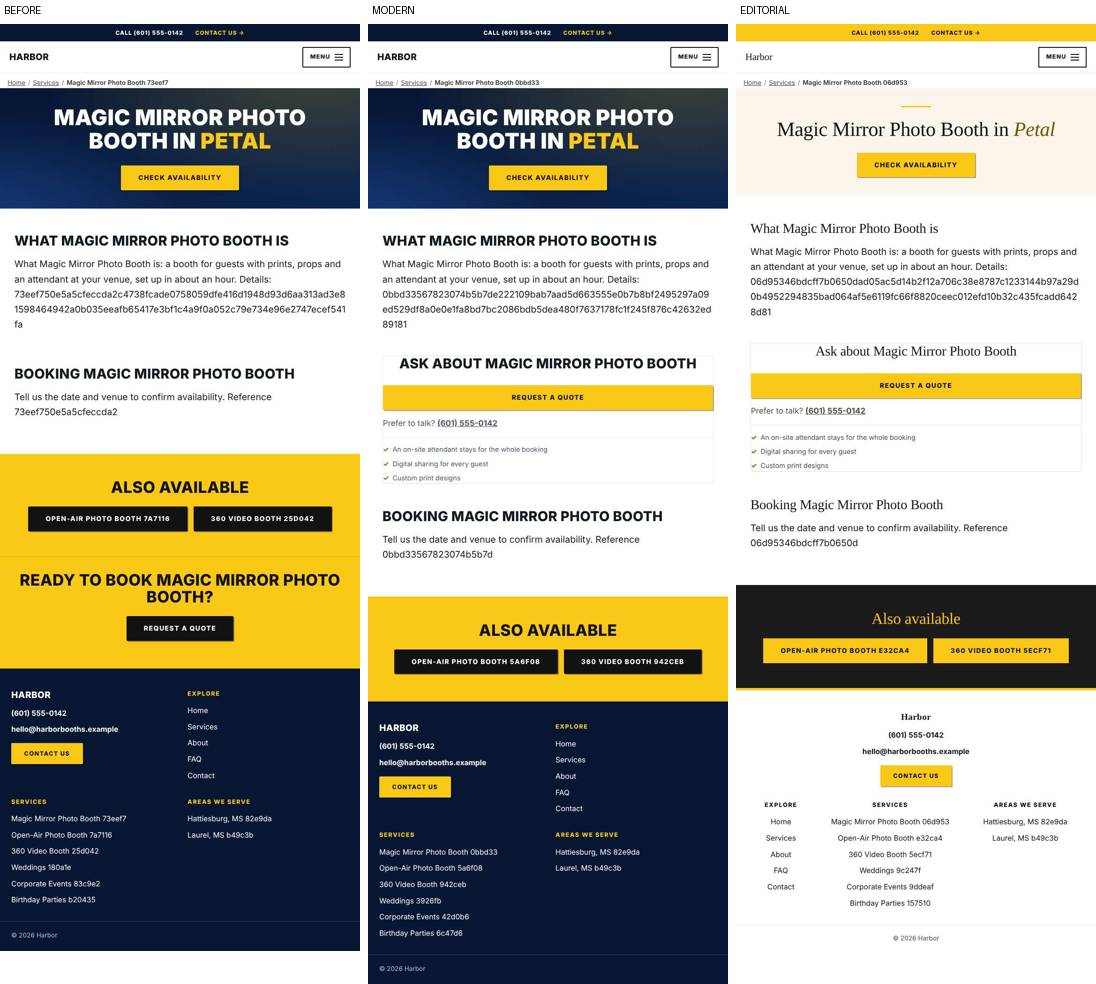 BEFORE
CALL (601) 555-0142 CONTACT US →
HARBOR
MENU
Home / Services / Magic Mirror Photo Booth 73eef7
MAGIC MIRROR PHOTO
BOOTH IN PETAL
CHECK AVAILABILITY
WHAT MAGIC MIRROR PHOTO BOOTH IS
What Magic Mirror Photo Booth is: a booth for guests with prints, props and
an attendant at your venue, set up in about an hour. Details:
73eef750e5a5cfeccda2c4738fcade0758059dfe416d1948d93d6aa313ad3e8
1598464942a0b035eeafb65417e3bf1c4a9f0a052c79e734e96e2747ecef541
fa
BOOKING MAGIC MIRROR PHOTO BOOTH
Tell us the date and venue to confirm availability. Reference
73eef750e5a5cfeccda2
ALSO AVAILABLE
OPEN-AIR PHOTO BOOTH 7A7116
360 VIDEO BOOTH 25D042
READY TO BOOK MAGIC MIRROR PHOTO
BOOTH?
REQUEST A QUOTE
HARBOR
(601) 555-0142
hello@harborbooths.example
CONTACT US
EXPLORE
Home
Services
About
FAQ
Contact
SERVICES
Magic Mirror Photo Booth 73eef7
Open-Air Photo Booth 7a7116
360 Video Booth 25d042
Weddings 180a1e
Corporate Events 83c9e2
Birthday Parties b20435
AREAS WE SERVE
Hattiesburg, MS 82e9da
Laurel, MS b49c3b
© 2026 Harbor
MODERN
CALL (601) 555-0142 CONTACT US →
HARBOR
MENU
Home / Services / Magic Mirror Photo Booth 0bbd33
MAGIC MIRROR PHOTO
BOOTH IN PETAL
CHECK AVAILABILITY
WHAT MAGIC MIRROR PHOTO BOOTH IS
What Magic Mirror Photo Booth is: a booth for guests with prints, props and
an attendant at your venue, set up in about an hour. Details:
0bbd33567823074b5b7de222109bab7aad5d663555e0b7b8bf2495297a09
ed529df8a0e0e1fa8bd7bc2086bdb5dea480f7637178fc1f245f876c42632ed
89181
ASK ABOUT MAGIC MIRROR PHOTO BOOTH
REQUEST A QUOTE
Prefer to talk? (601) 555-0142
✓ An on-site attendant stays for the whole booking
✓ Digital sharing for every guest
✓ Custom print designs
BOOKING MAGIC MIRROR PHOTO BOOTH
Tell us the date and venue to confirm availability. Reference
0bbd33567823074b5b7d
ALSO AVAILABLE
OPEN-AIR PHOTO BOOTH 5A6F08
360 VIDEO BOOTH 942CEB
HARBOR
(601) 555-0142
hello@harborbooths.example
CONTACT US
EXPLORE
Home
Services
About
FAQ
Contact
SERVICES
Magic Mirror Photo Booth 0bbd33
Open-Air Photo Booth 5a6f08
360 Video Booth 942ceb
Weddings 3926fb
Corporate Events 42d0b6
Birthday Parties 6c47d6
AREAS WE SERVE
Hattiesburg, MS 82e9da
Laurel, MS b49c3b
© 2026 Harbor
EDITORIAL
CALL (601) 555-0142 CONTACT US →
Harbor
MENU
Home / Services / Magic Mirror Photo Booth 06d953
Magic Mirror Photo Booth in Petal
CHECK AVAILABILITY
What Magic Mirror Photo Booth is
What Magic Mirror Photo Booth is: a booth for guests with prints, props and
an attendant at your venue, set up in about an hour. Details:
06d95346bdcff7b0650dad05ac5d14b2f12a706c38e8787c1233144b97a29d
0b4952294835bad064af5e6119fc66f8820ceec012efd10b32c435fcadd642
8d81
Ask about Magic Mirror Photo Booth
REQUEST A QUOTE
Prefer to talk? (601) 555-0142
✓ An on-site attendant stays for the whole booking
✓ Digital sharing for every guest
✓ Custom print designs
Booking Magic Mirror Photo Booth
Tell us the date and venue to confirm availability. Reference
06d95346bdcff7b0650d
Also available
OPEN-AIR PHOTO BOOTH E32CA4
360 VIDEO BOOTH 5ECF71
Harbor
(601) 555-0142
hello@harborbooths.example
CONTACT US
EXPLORE
Home
Services
About
FAQ
Contact
SERVICES
Magic Mirror Photo Booth 06d953
Open-Air Photo Booth e32ca4
360 Video Booth 5ecf71
Weddings 9c247f
Corporate Events 9ddeaf
Birthday Parties 157510
AREAS WE SERVE
Hattiesburg, MS 82e9da
Laurel, MS b49c3b
© 2026 Harbor